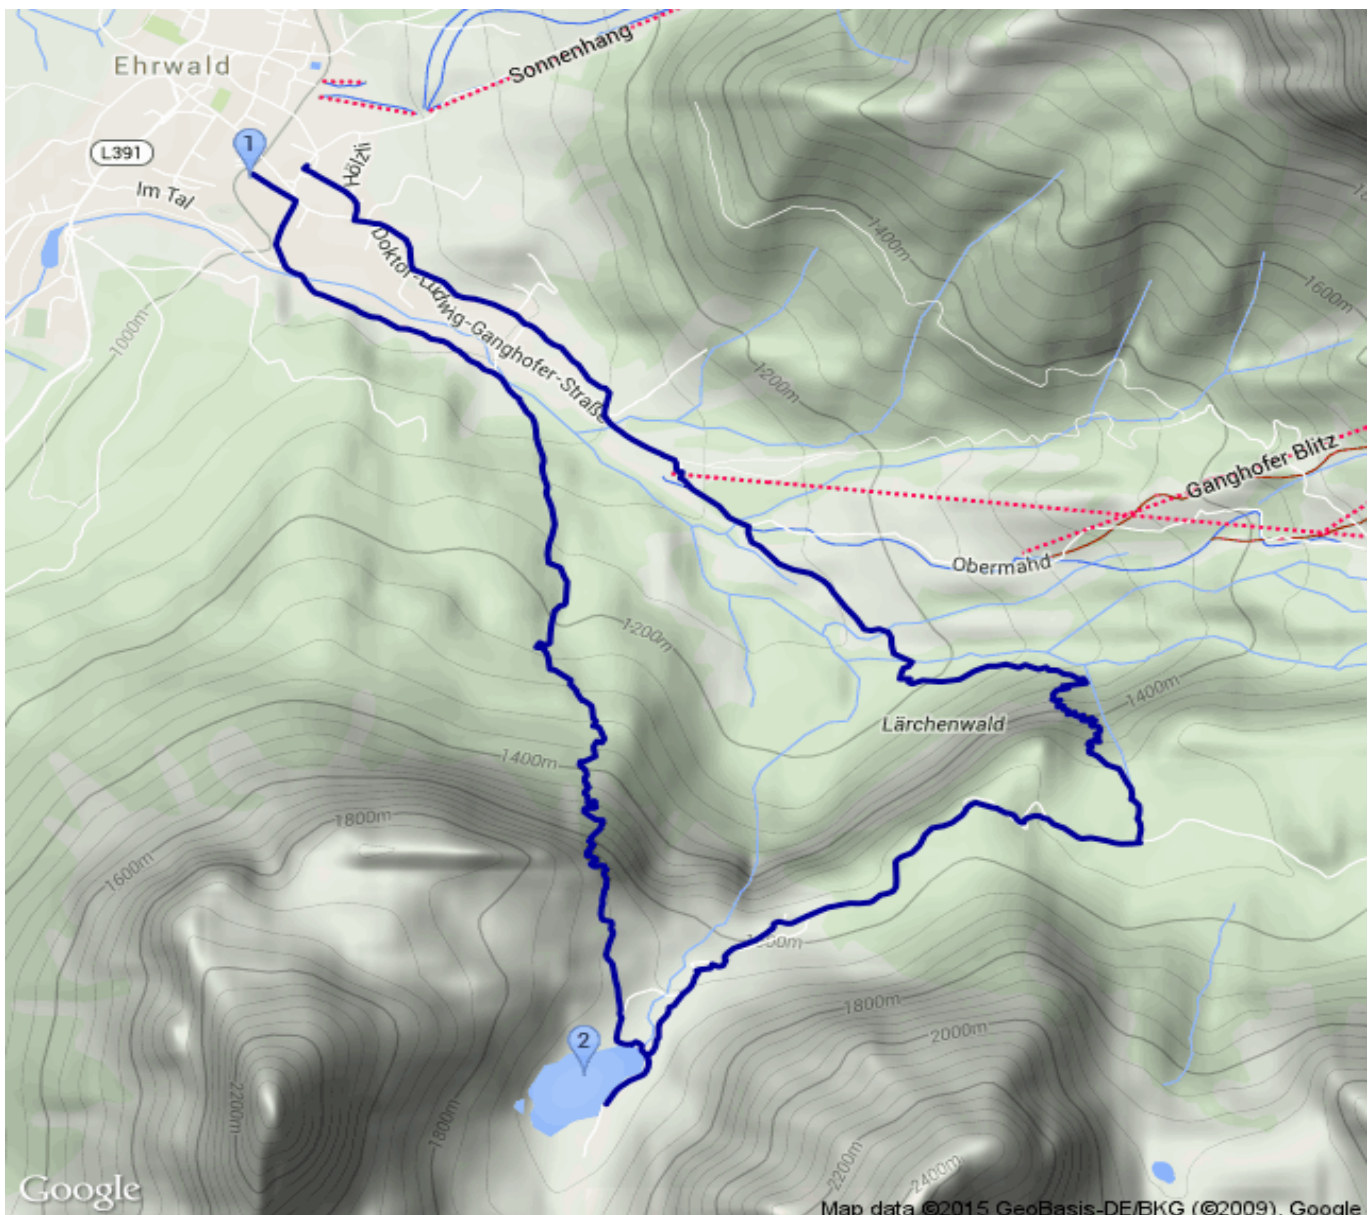 Ehrwald
Sonnenhang
1
L391
Hölzli
Im Tal
Doktor-Ludwig-Ganghofer-Straße
1400m
1600m
1000m
1200m
Ganghofer-Blitz
Obermahd
1200m
1400m
Lärchenwald
1400m
1800m
1600m
1600m
1800m
2000m
2
2200m
1800m
2200m
2400m
Google
Map data ©2015 GeoBasis-DE/BKG (©2009), Google